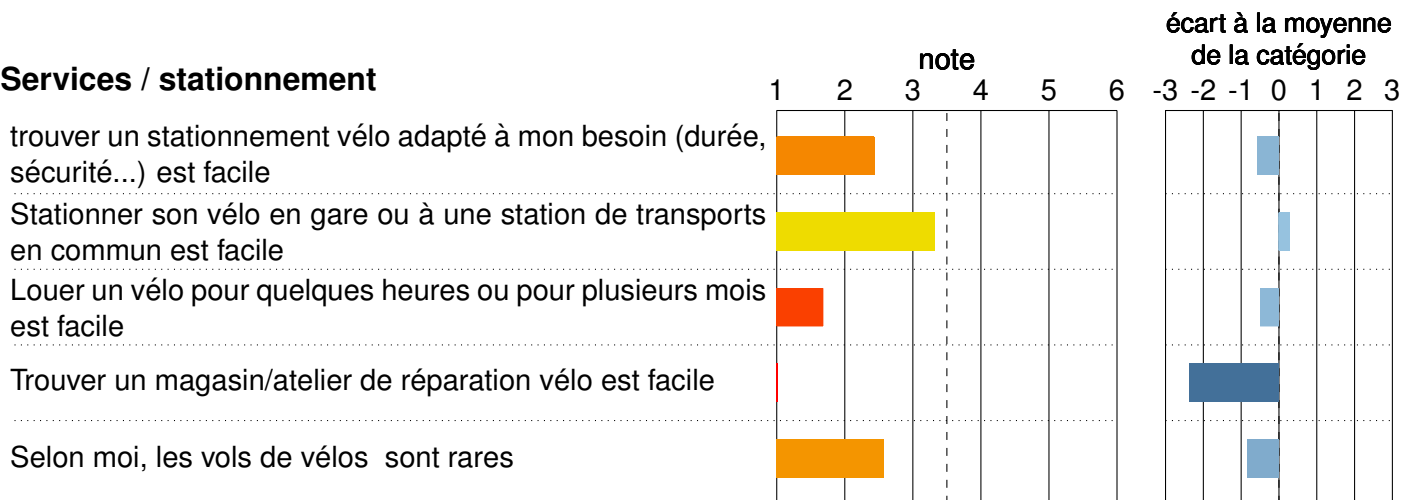 écart à la moyenne
note de la catégorie
Services / stationnement
1 2 3 4 5 6 -3 -2 -1 0 1 2 3
trouver un stationnement vélo adapté à mon besoin (durée,
sécurité...) est facile
Stationner son vélo en gare ou à une station de transports
en commun est facile
Louer un vélo pour quelques heures ou pour plusieurs mois
est facile
Trouver un magasin/atelier de réparation vélo est facile
Selon moi, les vols de vélos sont rares